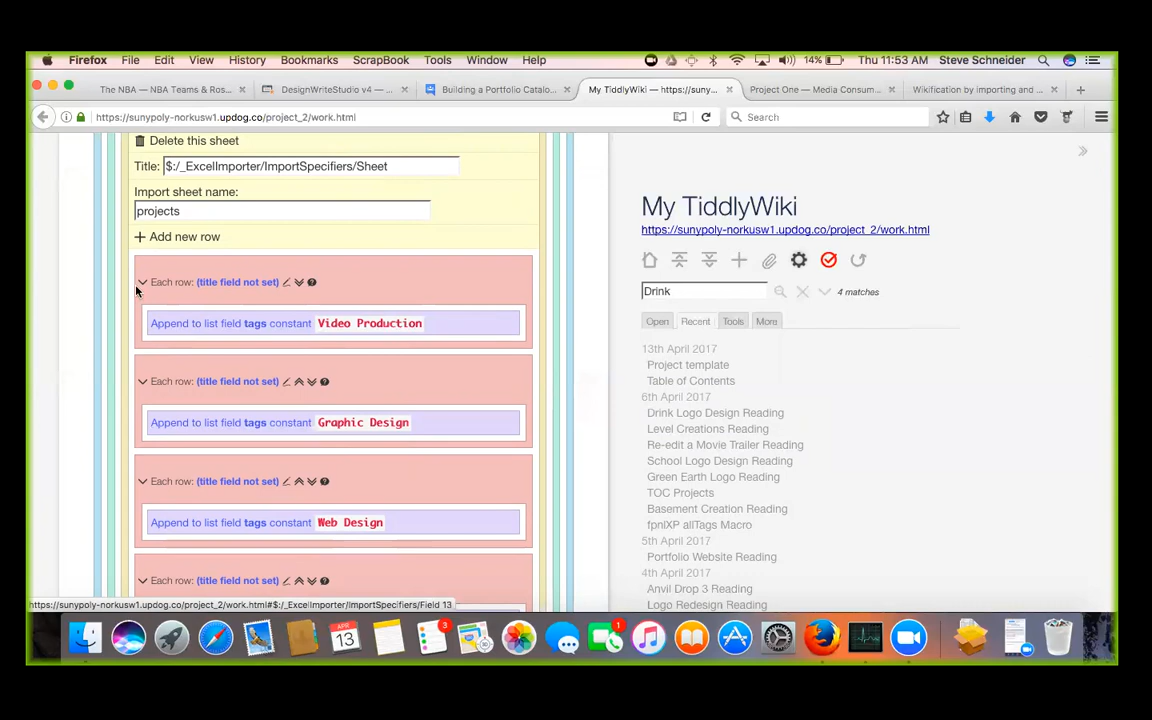 Firefox File Edit View History Bookmarks ScrapBook Tools Window Help 14% Thu 11:53 AM Steve Schneider
The NBA — NBA Teams & Ros... DesignWriteStudio v4 — ... Building a Portfolio Catalo... My TiddlyWiki — https://suny... Project One — Media Consum... Wikification by importing and ...
https://sunypoly-norkusw1.updog.co/project_2/work.html Search
Delete this sheet
Title: $:/_ExcelImporter/ImportSpecifiers/Sheet
Import sheet name:
projects
Add new row
Each row: (title field not set)
Append to list field tags constant Video Production
Each row: (title field not set)
Append to list field tags constant Graphic Design
Each row: (title field not set)
Append to list field tags constant Web Design
Each row: (title field not set)
https://sunypoly-norkusw1.updog.co/project_2/work.html#$:/_ExcelImporter/ImportSpecifiers/Field 13
My TiddlyWiki
https://sunypoly-norkusw1.updog.co/project_2/work.html
Drink 4 matches
Open Recent Tools More
13th April 2017
Project template
Table of Contents
6th April 2017
Drink Logo Design Reading
Level Creations Reading
Re-edit a Movie Trailer Reading
School Logo Design Reading
Green Earth Logo Reading
TOC Projects
Basement Creation Reading
fpnIXP allTags Macro
5th April 2017
Portfolio Website Reading
4th April 2017
Anvil Drop 3 Reading
Logo Redesign Reading
APR
13
3
1